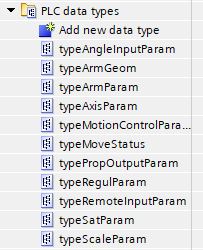 PLC data types
Add new data type
typeAngleInputParam
typeArmGeom
typeArmParam
typeAxisParam
typeMotionControlPara...
typeMoveStatus
typePropOutputParam
typeRegulParam
typeRemoteInputParam
typeSatParam
typeScaleParam